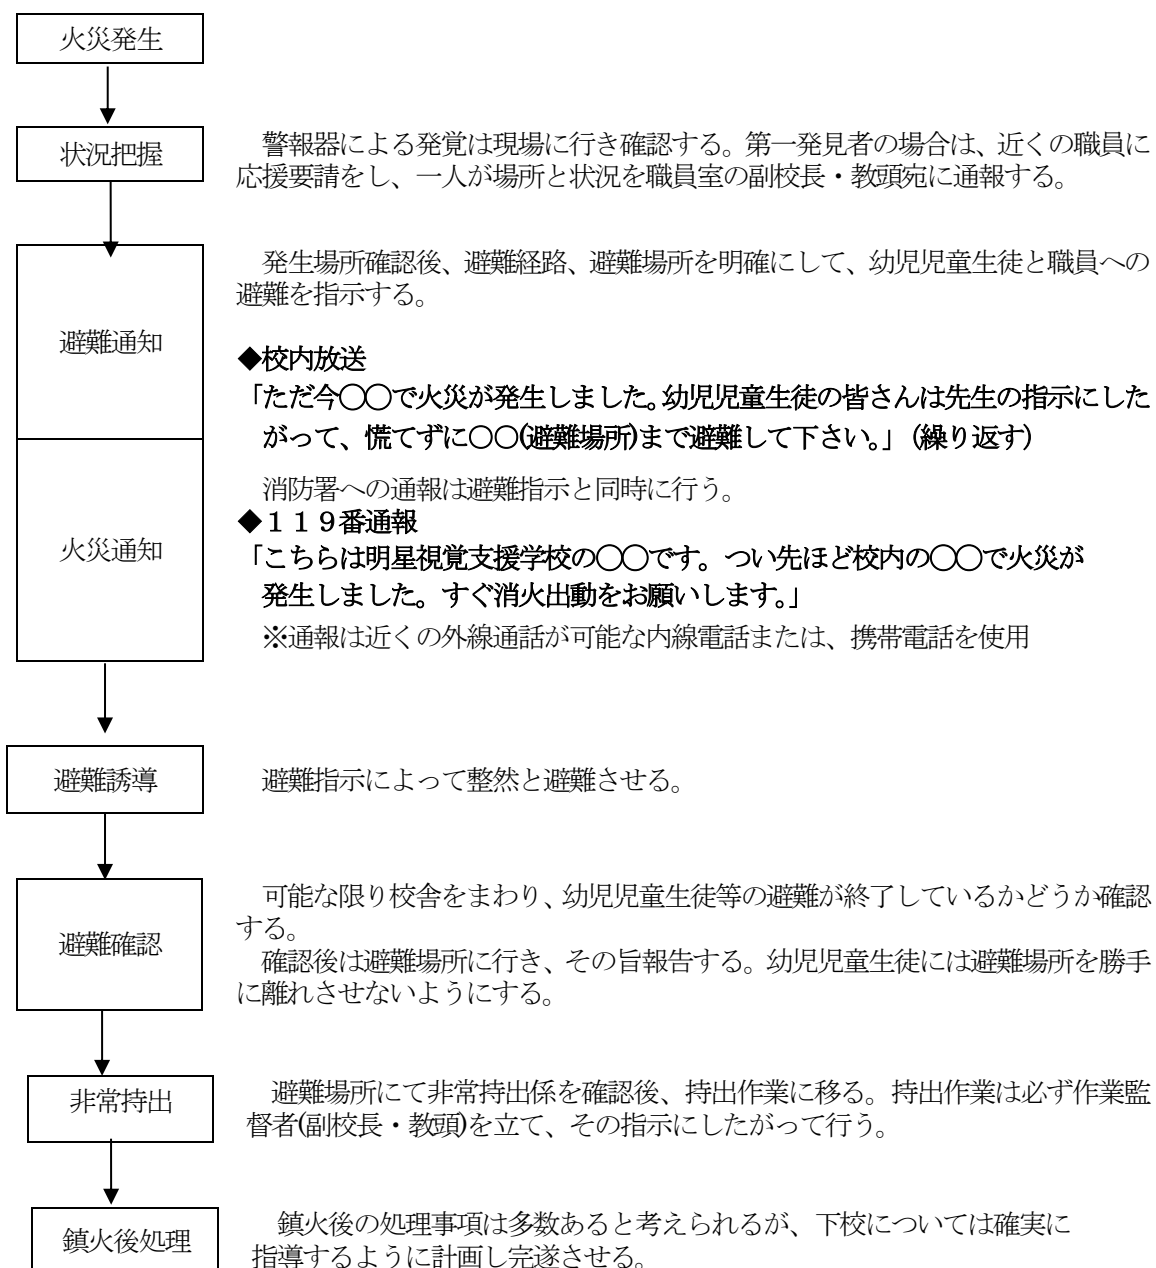 火災発生
状況把握
　警報器による発覚は現場に行き確認する。第一発見者の場合は、近くの職員に
応援要請をし、一人が場所と状況を職員室の副校長・教頭宛に通報する。
避難通知
　発生場所確認後、避難経路、避難場所を明確にして、幼児児童生徒と職員への
避難を指示する。
◆校内放送
「ただ今〇〇で火災が発生しました。幼児児童生徒の皆さんは先生の指示にした
がって、慌てずに〇〇(避難場所)まで避難して下さい。」（繰り返す）
火災通知
　消防署への通報は避難指示と同時に行う。
◆１１９番通報
「こちらは明星視覚支援学校の〇〇です。つい先ほど校内の〇〇で火災が
発生しました。すぐ消火出動をお願いします。」
※通報は近くの外線通話が可能な内線電話または、携帯電話を使用
避難誘導
　避難指示によって整然と避難させる。
避難確認
　可能な限り校舎をまわり、幼児児童生徒等の避難が終了しているかどうか確認
する。
　確認後は避難場所に行き、その旨報告する。幼児児童生徒には避難場所を勝手
に離れさせないようにする。
非常持出
　避難場所にて非常持出係を確認後、持出作業に移る。持出作業は必ず作業監
督者(副校長・教頭)を立て、その指示にしたがって行う。
鎮火後処理
　鎮火後の処理事項は多数あると考えられるが、下校については確実に
指導するように計画し完遂させる。